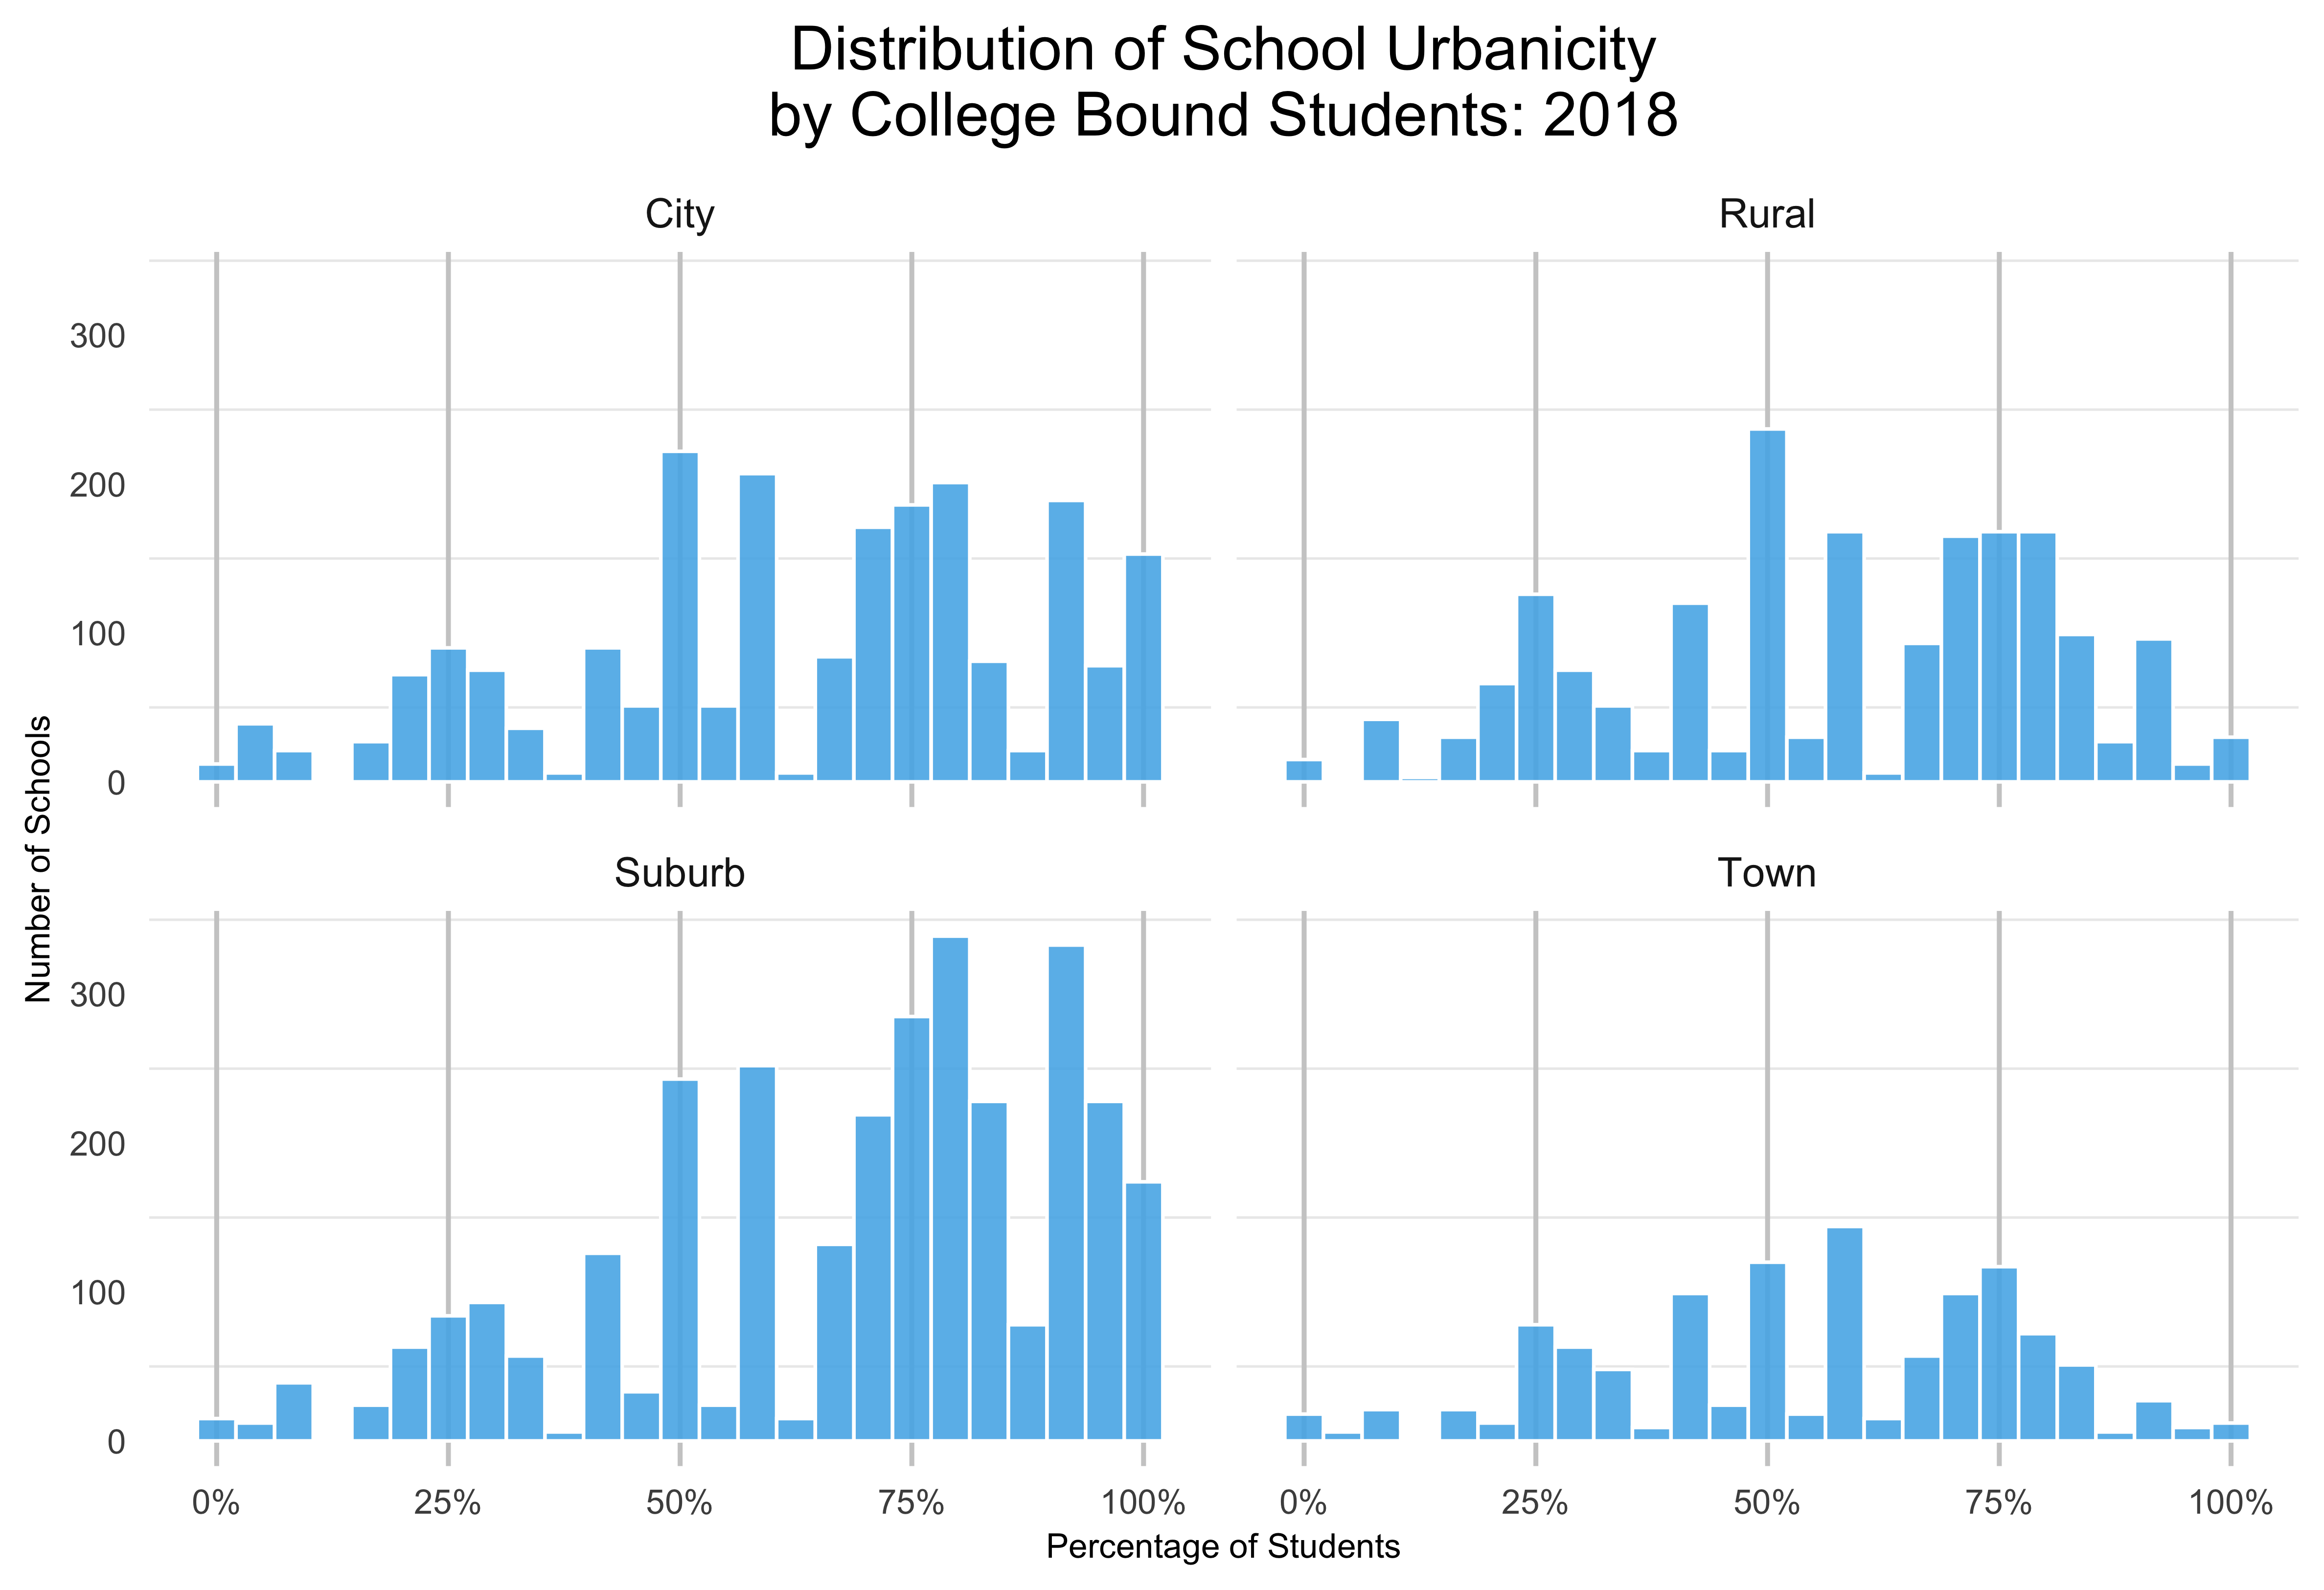 Distribution of School Urbanicity
by College Bound Students: 2018
City
Rural
300
200
100
0
Suburb
Town
300
200
100
0
Number of Schools
0% 25% 50% 75% 100% 0% 25% 50% 75% 100%
Percentage of Students